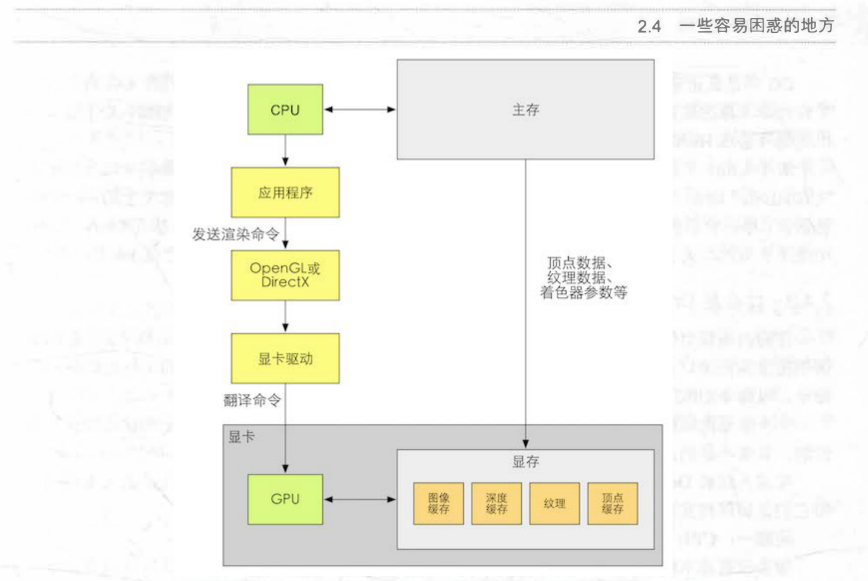 2.4 一些容易困惑的地方
CPU
主存
应用程序
发送渲染命令
OpenGL或
DirectX
顶点数据、
纹理数据、
着色器参数等
显卡驱动
翻译命令
显卡
显存
GPU
图像
缓存
深度
缓存
纹理
顶点
缓存